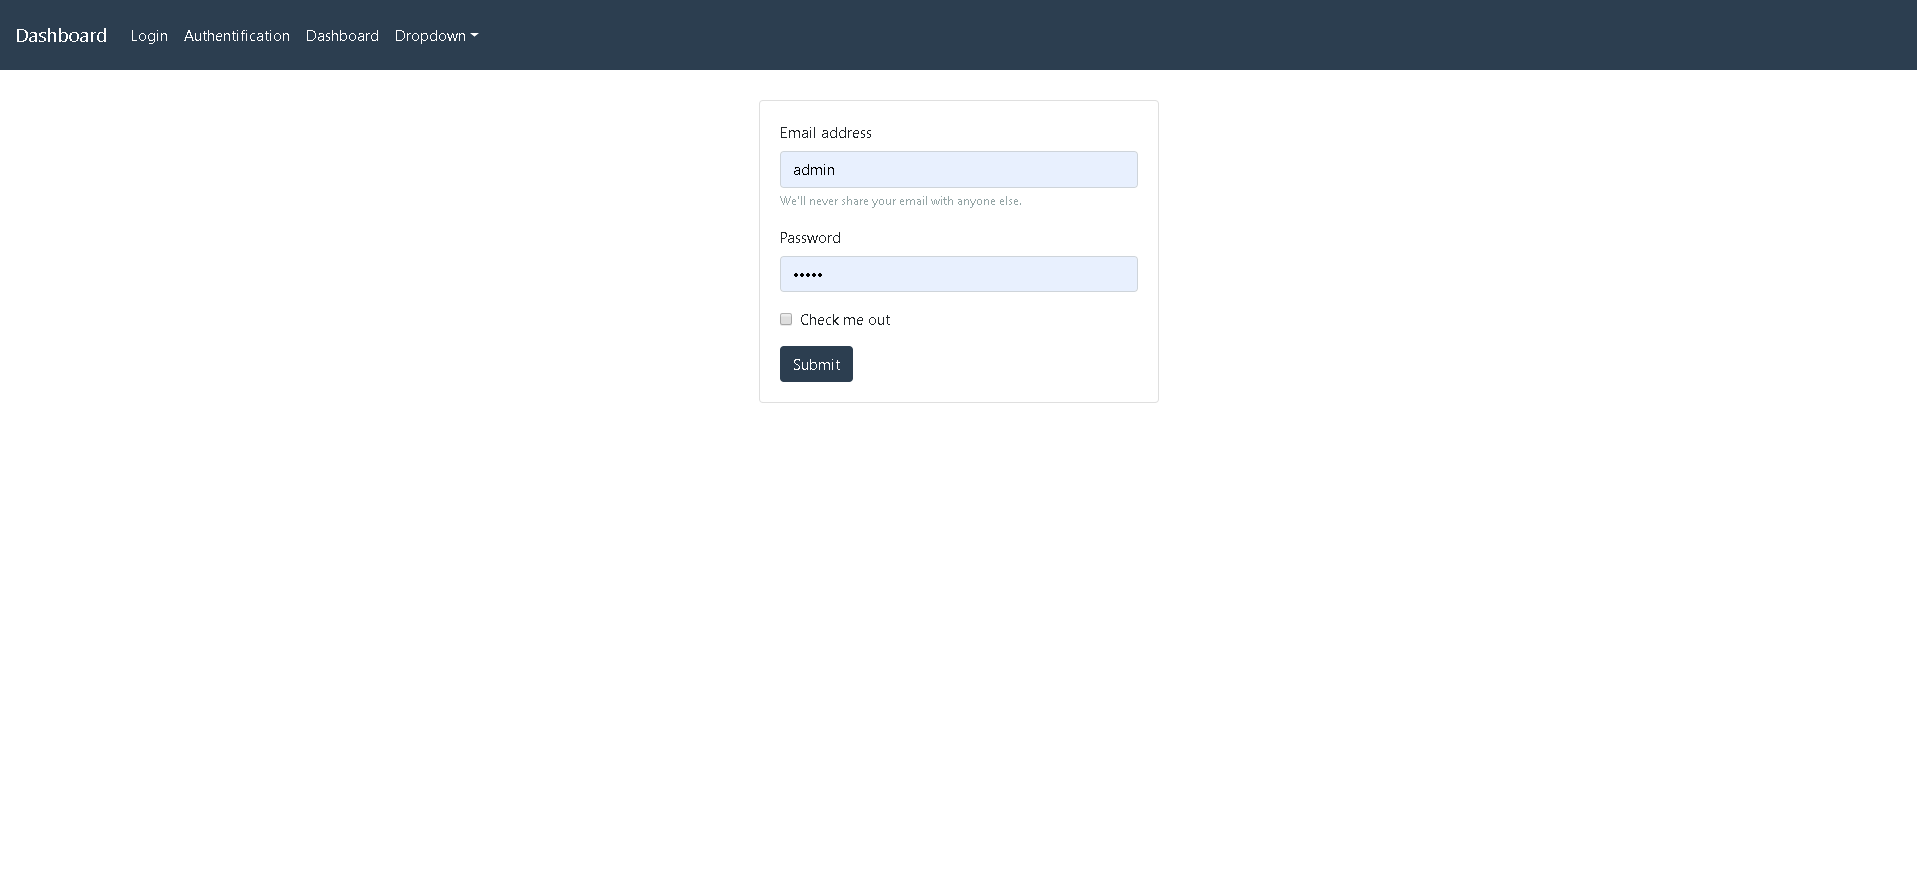 Dashboard Login Authentification Dashboard Dropdown
Email address
admin
We'll never share your email with anyone else.
Password
•••••
Check me out
Submit